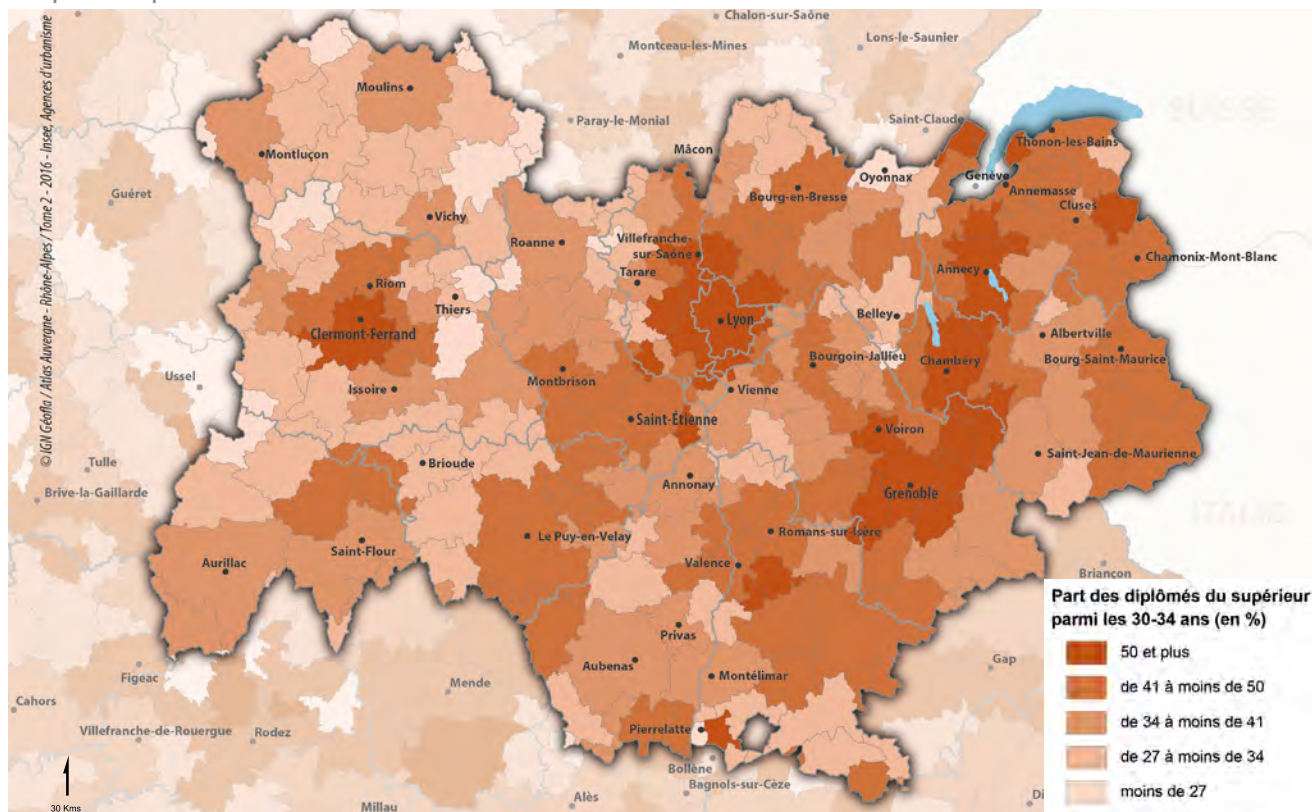 © IGN Géofla / Atlas Auvergne - Rhône-Alpes / Tome 2 - 2016 - Insee, Agences d'urbanisme
Chalon-sur-Saône
Lons-le-Saunier
Montceau-les-Mines
Moulins
SUISSE
Paray-le-Monial
Saint-Claude
Thonon-les-Bains
Mâcon
Montluçon
Oyonnax
Genève
Guéret
Bourg-en-Bresse
Annemasse
Cluses
Vichy
Roanne
Villefranche-
sur-Saône
Chamonix-Mont-Blanc
Annecy
Tarare
Riom
Thiers
Belley
Clermont-Ferrand
Lyon
Albertville
Ussel
Bourgoin-Jallieu
Chambéry
Bourg-Saint-Maurice
Montbrison
Issoire
Vienne
Saint-Étienne
Voiron
Tulle
Brioude
Saint-Jean-de-Maurienne
Annonay
Grenoble
Brive-la-Gaillarde
ITALIE
Le Puy-en-Velay
Romans-sur-Isère
Saint-Flour
Aurillac
Valence
Briançon
Privas
Aubenas
Figeac
Mende
Montélimar
Gap
Cahors
Villefranche-de-Rouergue
Rodez
Pierrelatte
Bollène
Bagnols-sur-Cèze
Alès
Millau
30 Kms
Part des diplômés du supérieur
parmi les 30-34 ans (en %)
50 et plus
de 41 à moins de 50
de 34 à moins de 41
de 27 à moins de 34
moins de 27